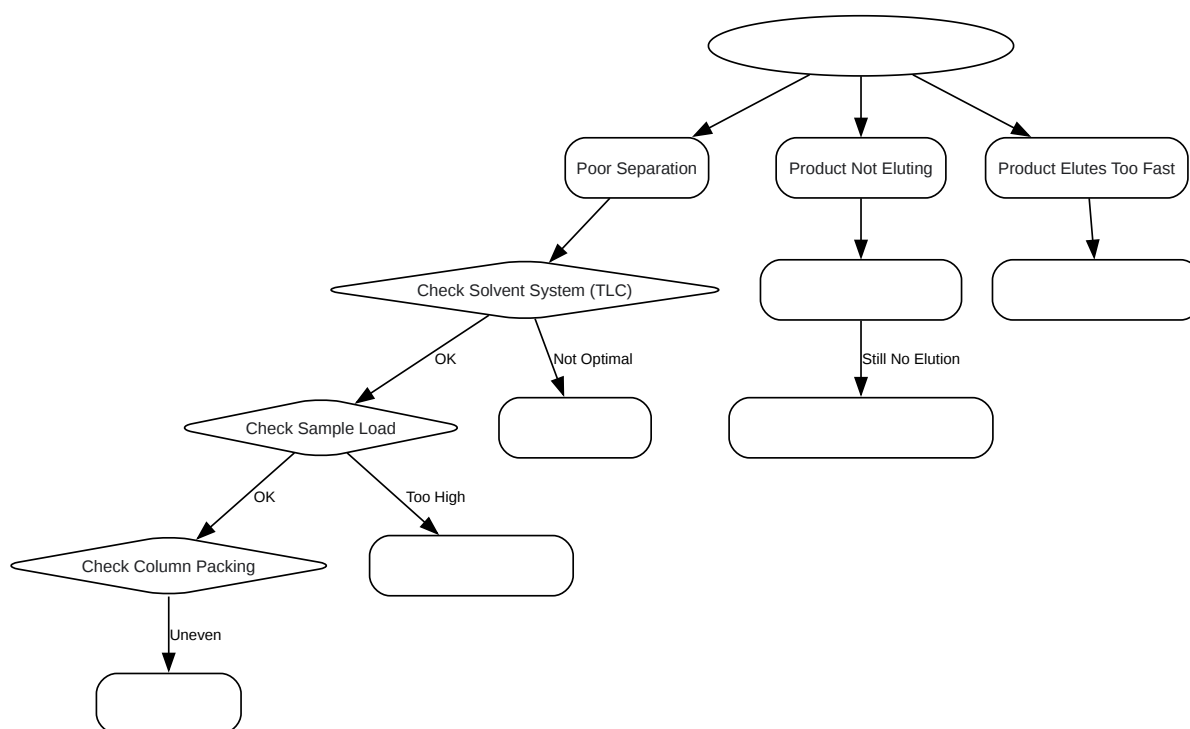 Poor Separation
Product Not Eluting
Product Elutes Too Fast
Check Solvent System (TLC)
OK
Not Optimal
Still No Elution
Check Sample Load
OK
Too High
Check Column Packing
Uneven